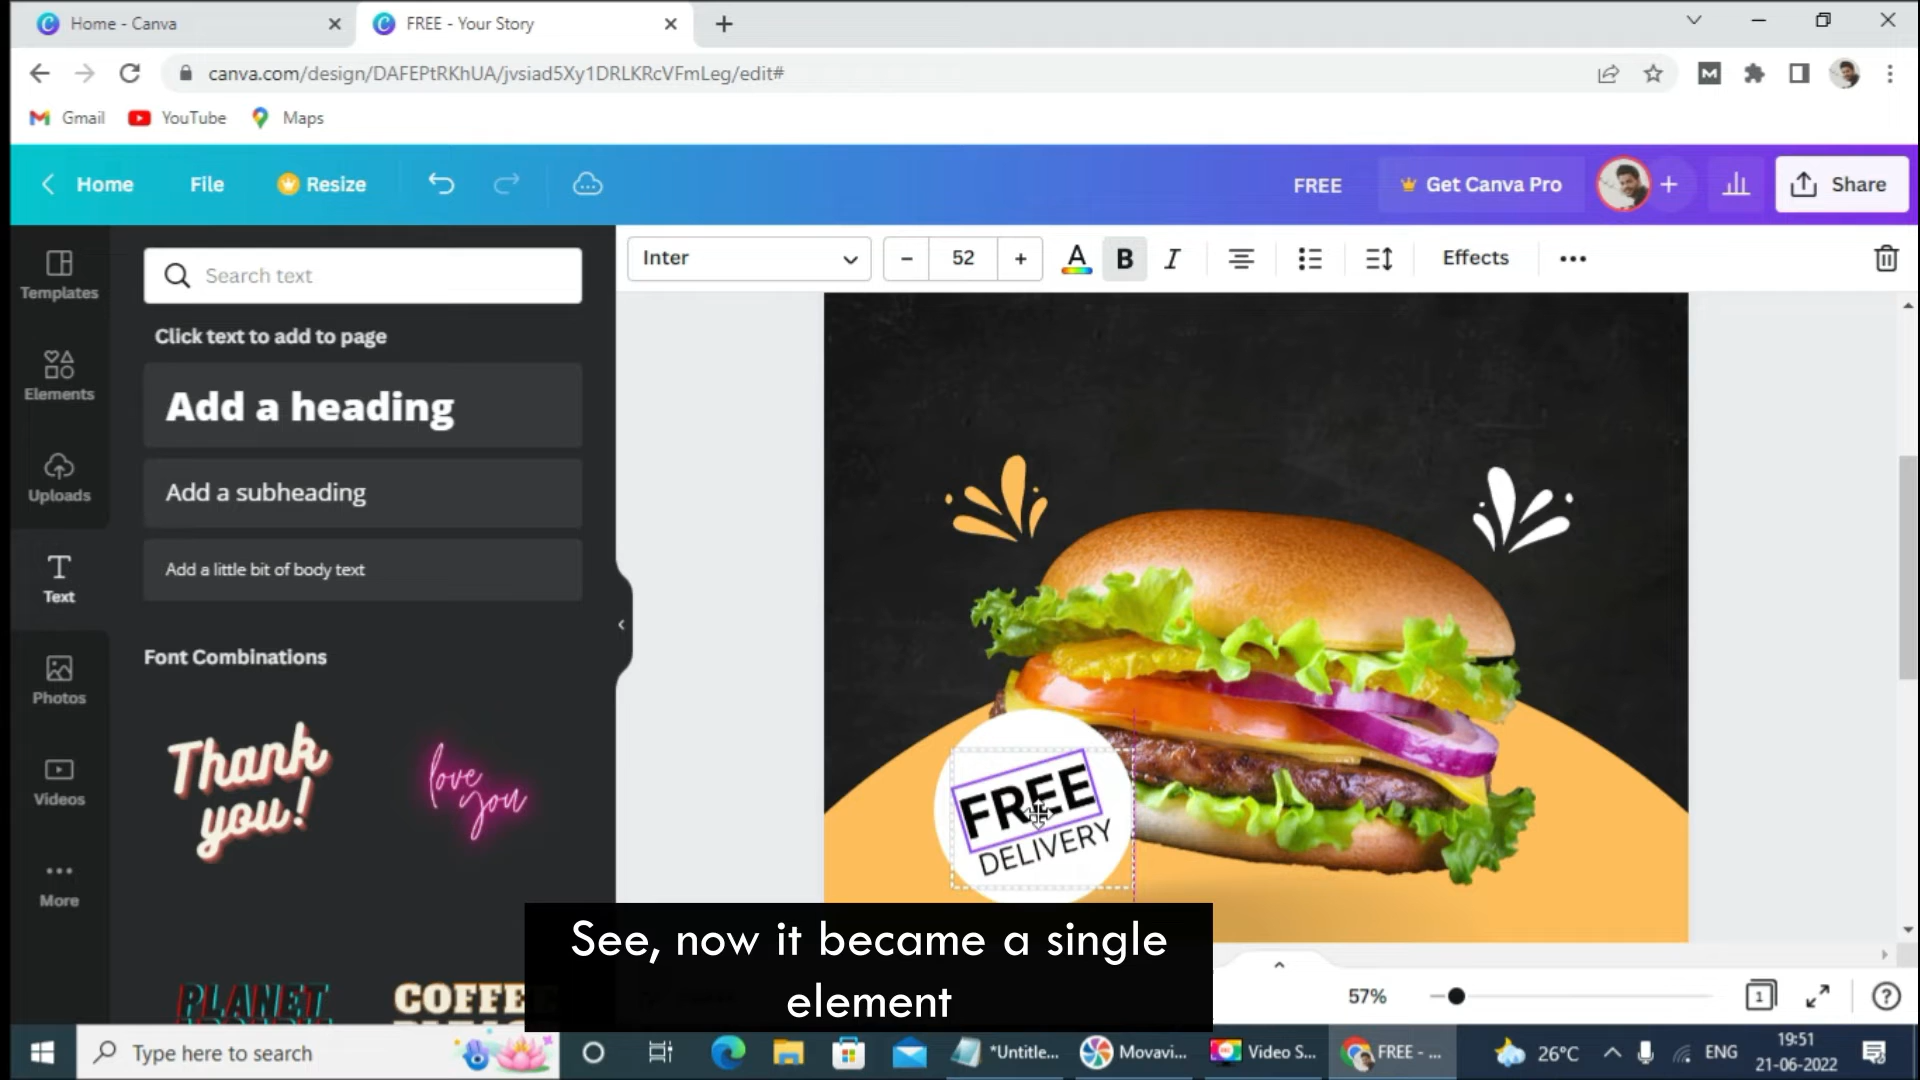 Home - Canva
FREE - Your Story
canva.com/design/DAFEPtRKhUA/jvsiad5Xy1DRLKRcVFmLeg/edit#
Gmail
YouTube
Maps
Home
File
Resize
FREE
Get Canva Pro
Share
Inter
52
B
I
Effects
Templates
Elements
Uploads
Text
Photos
Videos
More
Search text
Click text to add to page
Add a heading
Add a subheading
Add a little bit of body text
Font Combinations
Thank
you!
love
you
PLANET
COFFEE
FREE
DELIVERY
See, now it became a single
element
57%
1
Type here to search
*Untitle...
Movavi...
Video S...
FREE - ...
26°C
ENG
19:51
21-06-2022